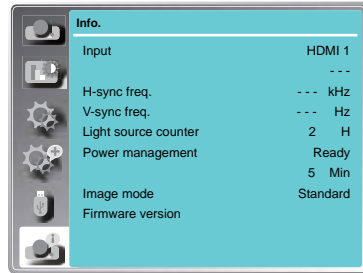 Info.
Input HDMI 1
- - -
H-sync freq. - - - kHz
V-sync freq. - - - Hz
Light source counter 2 H
Power management Ready
5 Min
Image mode Standard
Firmware version